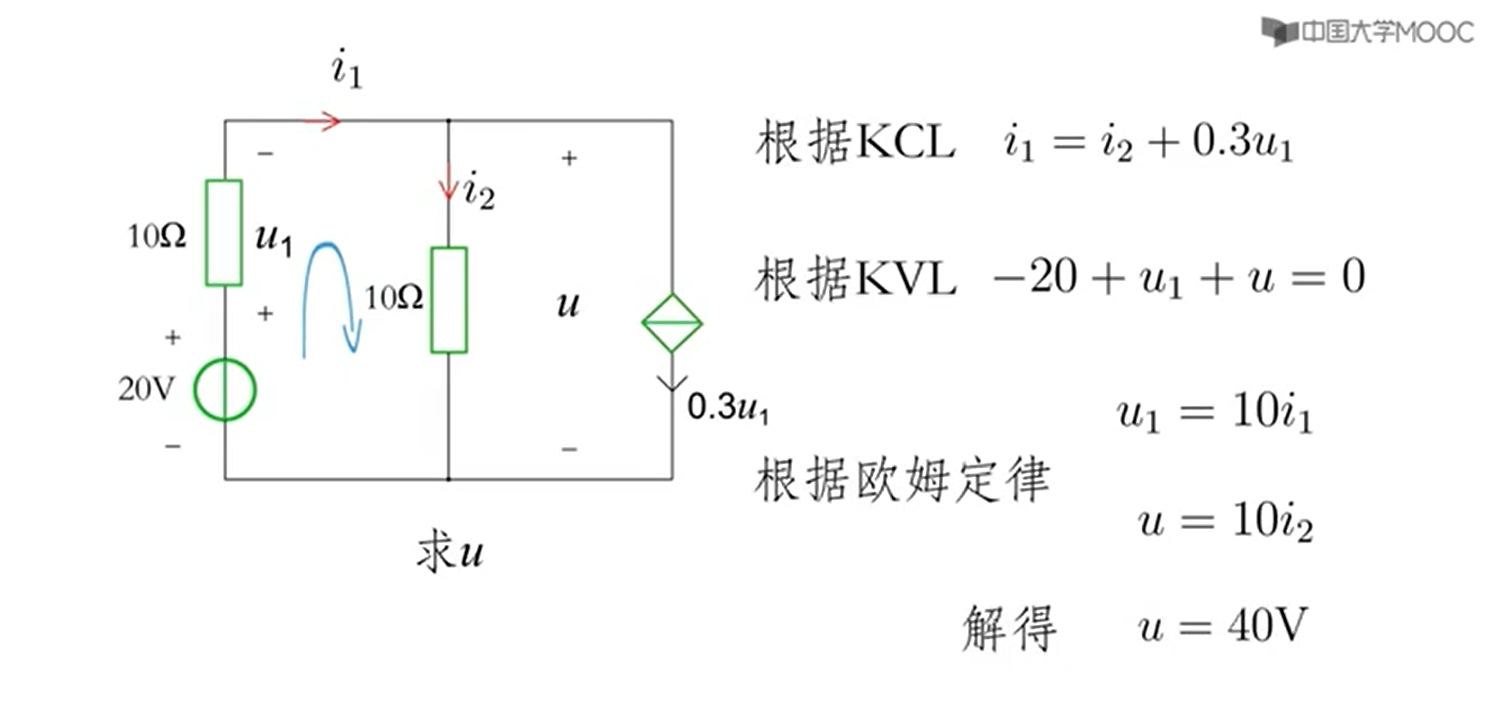 中国大学MOOC
i₁
根据KCL i₁ = i₂ + 0.3u₁
− +
i₂
10Ω u₁
根据KVL −20 + u₁ + u = 0
10Ω u
+
+
20V
0.3u₁
u₁ = 10i₁
− −
根据欧姆定律
u = 10i₂
求u
解得 u = 40V